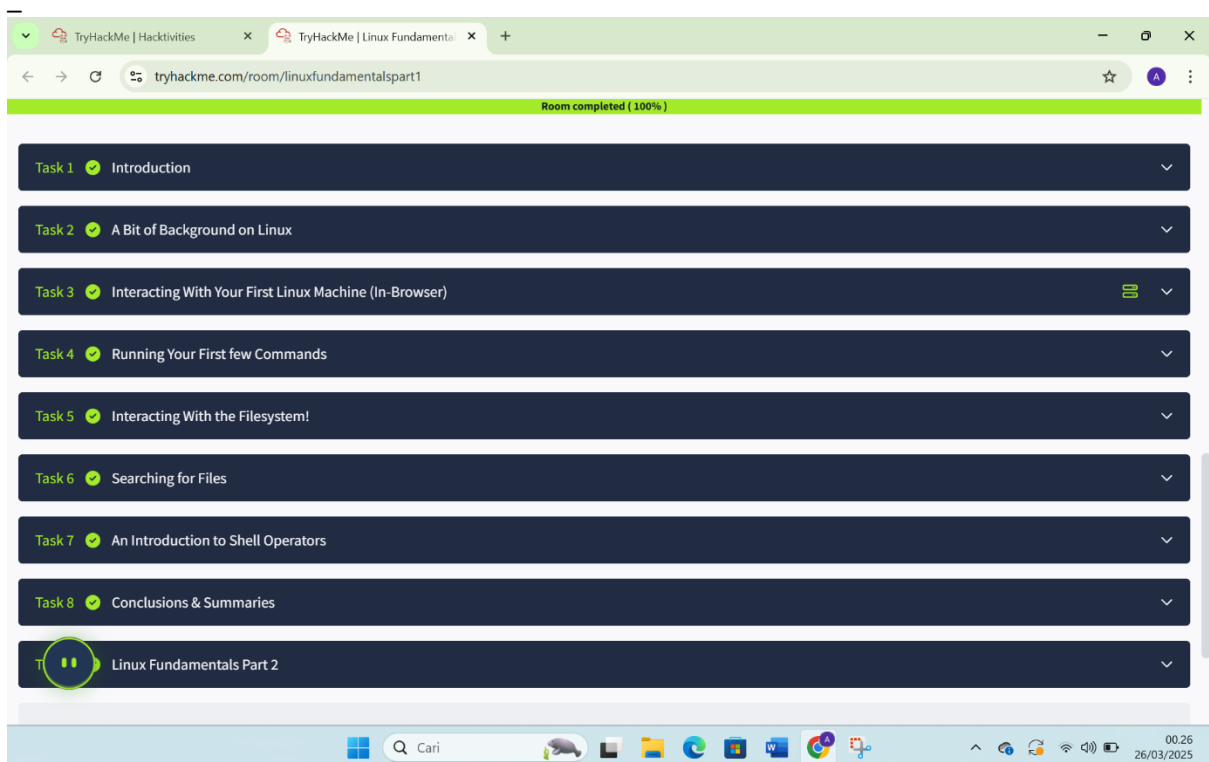 TryHackMe | Hacktivities
TryHackMe | Linux Fundamenta
tryhackme.com/room/linuxfundamentalspart1
A
Room completed ( 100% )
Task 1 Introduction
Task 2 A Bit of Background on Linux
Task 3 Interacting With Your First Linux Machine (In-Browser)
Task 4 Running Your First few Commands
Task 5 Interacting With the Filesystem!
Task 6 Searching for Files
Task 7 An Introduction to Shell Operators
Task 8 Conclusions & Summaries
T Linux Fundamentals Part 2
Cari
00.26
26/03/2025